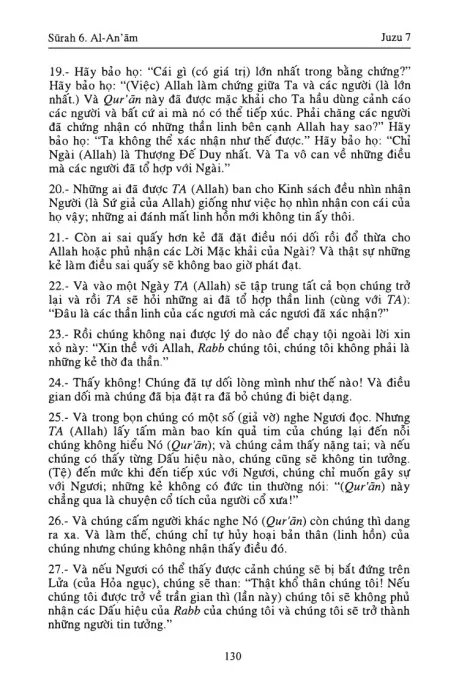 Sūrah 6. Al-An’ām
Juzu 7
19.- Hãy bảo họ: “Cái gì (có giá trị) lớn nhất trong bằng chứng?”
Hãy bảo họ: “(Việc) Allah làm chứng giữa Ta và các người (là lớn
nhất.) Và Qur’ān này đã được mặc khải cho Ta hầu dùng cảnh cáo
các người và bất cứ ai mà nó có thể tiếp xúc. Phải chăng các người
đã chứng nhận có những thần linh bên cạnh Allah hay sao?” Hãy
bảo họ: “Ta không thể xác nhận như thế được.” Hãy bảo họ: “Chỉ
Ngài (Allah) là Thượng Đế Duy nhất. Và Ta vô can về những điều
mà các người đã tổ hợp với Ngài.”
20.- Những ai đã được TA (Allah) ban cho Kinh sách đều nhìn nhận
Người (là Sứ giả của Allah) giống như việc họ nhìn nhận con cái của
họ vậy; những ai đánh mất linh hồn mới không tin ấy thôi.
21.- Còn ai sai quấy hơn kẻ đã đặt điều nói dối rồi đổ thừa cho
Allah hoặc phủ nhận các Lời Mặc khải của Ngài? Và thật sự những
kẻ làm điều sai quấy sẽ không bao giờ phát đạt.
22.- Và vào một Ngày TA (Allah) sẽ tập trung tất cả bọn chúng trở
lại và rồi TA sẽ hỏi những ai đã tổ hợp thần linh (cùng với TA):
“Đâu là các thần linh của các ngươi mà các ngươi đã xác nhận?”
23.- Rồi chúng không nại được lý do nào để chạy tội ngoài lời xin
xỏ này: “Xin thề với Allah, Rabb chúng tôi, chúng tôi không phải là
những kẻ thờ đa thần.”
24.- Thấy không! Chúng đã tự dối lòng mình như thế nào! Và điều
gian dối mà chúng đã bịa đặt ra đã bỏ chúng đi biệt dạng.
25.- Và trong bọn chúng có một số (giả vờ) nghe Ngươi đọc. Nhưng
TA (Allah) lấy tấm màn bao kín quả tim của chúng lại đến nỗi
chúng không hiểu Nó (Qur’ān); và chúng cảm thấy nặng tai; và nếu
chúng có thấy từng Dấu hiệu nào, chúng cũng sẽ không tin tưởng.
(Tệ) đến mức khi đến tiếp xúc với Ngươi, chúng chỉ muốn gây sự
với Ngươi; những kẻ không có đức tin thường nói: “(Qur’ān) này
chẳng qua là chuyện cổ tích của người cổ xưa!”
26.- Và chúng cấm người khác nghe Nó (Qur’ān) còn chúng thì dang
ra xa. Và làm thế, chúng chỉ tự hủy hoại bản thân (linh hồn) của
chúng nhưng chúng không nhận thấy điều đó.
27.- Và nếu Ngươi có thể thấy được cảnh chúng sẽ bị bắt đứng trên
Lửa (của Hỏa ngục), chúng sẽ than: “Thật khổ thân chúng tôi! Nếu
chúng tôi được trở về trần gian thì (lần này) chúng tôi sẽ không phủ
nhận các Dấu hiệu của Rabb của chúng tôi và chúng tôi sẽ trở thành
những người tin tưởng.”
130